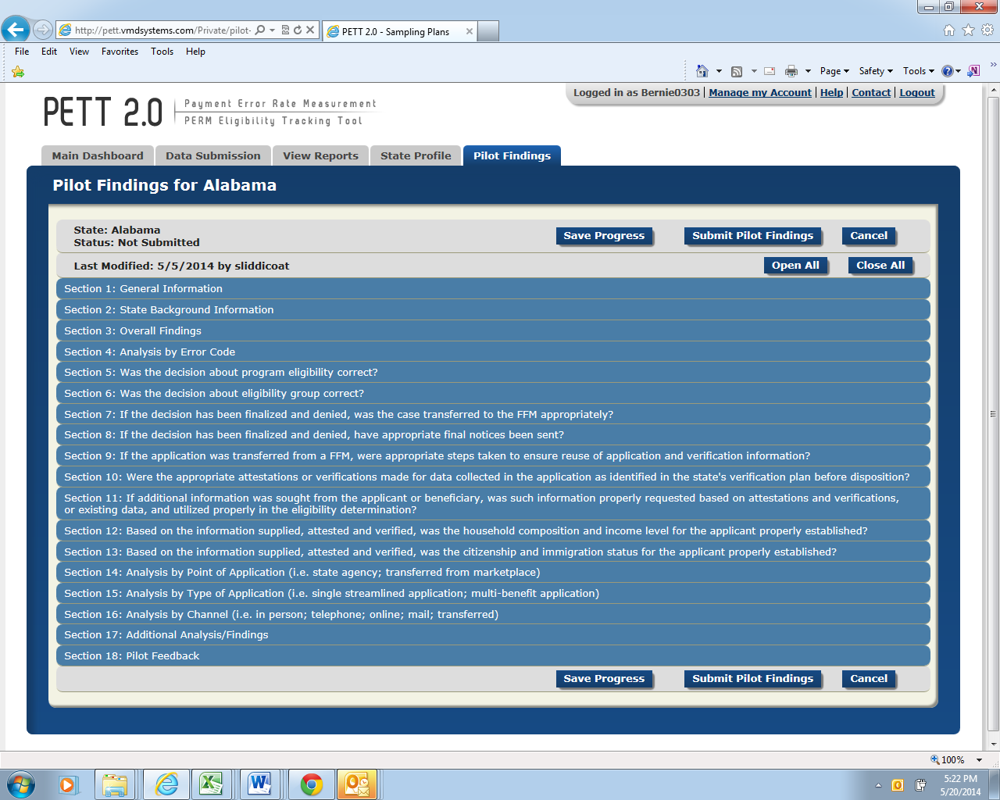 http://pett.vmdsystems.com/Private/pilot-
PETT 2.0 - Sampling Plans
File Edit View Favorites Tools Help
Page Safety Tools
PETT 2.0
Payment Error Rate Measurement
PERM Eligibility Tracking Tool
Logged in as Bernie0303 | Manage my Account | Help | Contact | Logout
Main Dashboard Data Submission View Reports State Profile Pilot Findings
Pilot Findings for Alabama
State: Alabama
Status: Not Submitted
Save Progress Submit Pilot Findings Cancel
Last Modified: 5/5/2014 by sliddicoat
Open All Close All
Section 1: General Information
Section 2: State Background Information
Section 3: Overall Findings
Section 4: Analysis by Error Code
Section 5: Was the decision about program eligibility correct?
Section 6: Was the decision about eligibility group correct?
Section 7: If the decision has been finalized and denied, was the case transferred to the FFM appropriately?
Section 8: If the decision has been finalized and denied, have appropriate final notices been sent?
Section 9: If the application was transferred from a FFM, were appropriate steps taken to ensure reuse of application and verification information?
Section 10: Were the appropriate attestations or verifications made for data collected in the application as identified in the state's verification plan before disposition?
Section 11: If additional information was sought from the applicant or beneficiary, was such information properly requested based on attestations and verifications,
or existing data, and utilized properly in the eligibility determination?
Section 12: Based on the information supplied, attested and verified, was the household composition and income level for the applicant properly established?
Section 13: Based on the information supplied, attested and verified, was the citizenship and immigration status for the applicant properly established?
Section 14: Analysis by Point of Application (i.e. state agency; transferred from marketplace)
Section 15: Analysis by Type of Application (i.e. single streamlined application; multi-benefit application)
Section 16: Analysis by Channel (i.e. in person; telephone; online; mail; transferred)
Section 17: Additional Analysis/Findings
Section 18: Pilot Feedback
Save Progress Submit Pilot Findings Cancel
100%
5:22 PM
5/20/2014